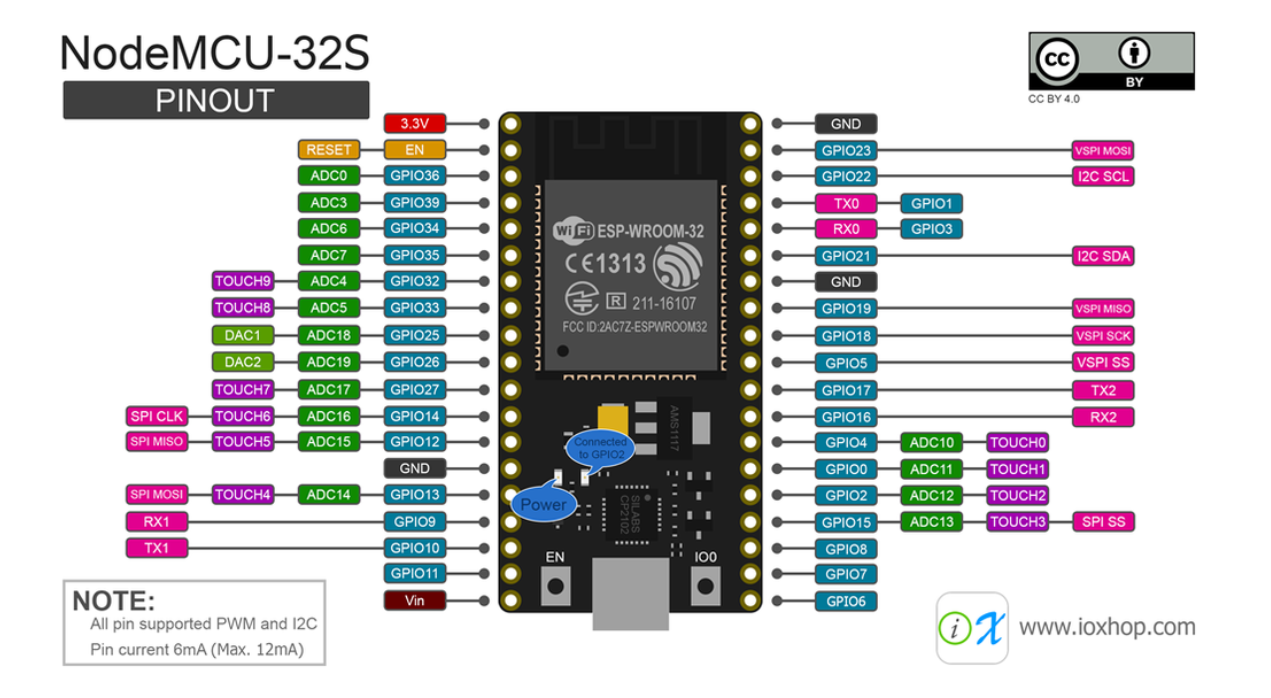 NodeMCU-32S
PINOUT
CC BY
CC BY 4.0
3.3V
RESET EN
ADC0 GPIO36
ADC3 GPIO39
ADC6 GPIO34
ADC7 GPIO35
TOUCH9 ADC4 GPIO32
TOUCH8 ADC5 GPIO33
DAC1 ADC18 GPIO25
DAC2 ADC19 GPIO26
TOUCH7 ADC17 GPIO27
SPI CLK TOUCH6 ADC16 GPIO14
SPI MISO TOUCH5 ADC15 GPIO12
GND
SPI MOSI TOUCH4 ADC14 GPIO13
RX1 GPIO9
TX1 GPIO10
GPIO11
Vin
WiFi ESP-WROOM-32
CE1313
R 211-16107
FCC ID:2AC7Z-ESPWROOM32
AMS1117
Connected
to GPIO2
Power
SILABS
CP2102
EN
IO0
GND
GPIO23 VSPI MOSI
GPIO22 I2C SCL
TX0 GPIO1
RX0 GPIO3
GPIO21 I2C SDA
GND
GPIO19 VSPI MISO
GPIO18 VSPI SCK
GPIO5 VSPI SS
GPIO17 TX2
GPIO16 RX2
GPIO4 ADC10 TOUCH0
GPIO0 ADC11 TOUCH1
GPIO2 ADC12 TOUCH2
GPIO15 ADC13 TOUCH3 SPI SS
GPIO8
GPIO7
GPIO6
NOTE:
All pin supported PWM and I2C
Pin current 6mA (Max. 12mA)
iX www.ioxhop.com